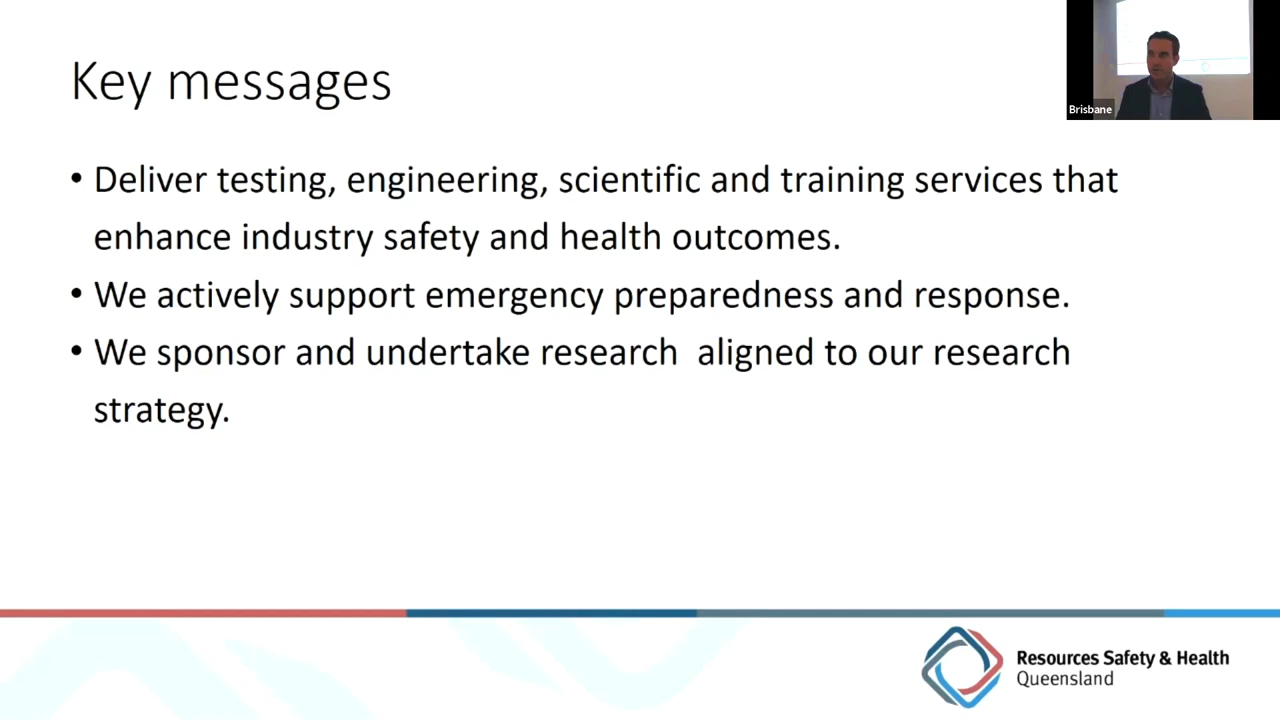 Key messages
Brisbane
• Deliver testing, engineering, scientific and training services that
enhance industry safety and health outcomes.
• We actively support emergency preparedness and response.
• We sponsor and undertake research  aligned to our research
strategy.
Resources Safety & Health
Queensland